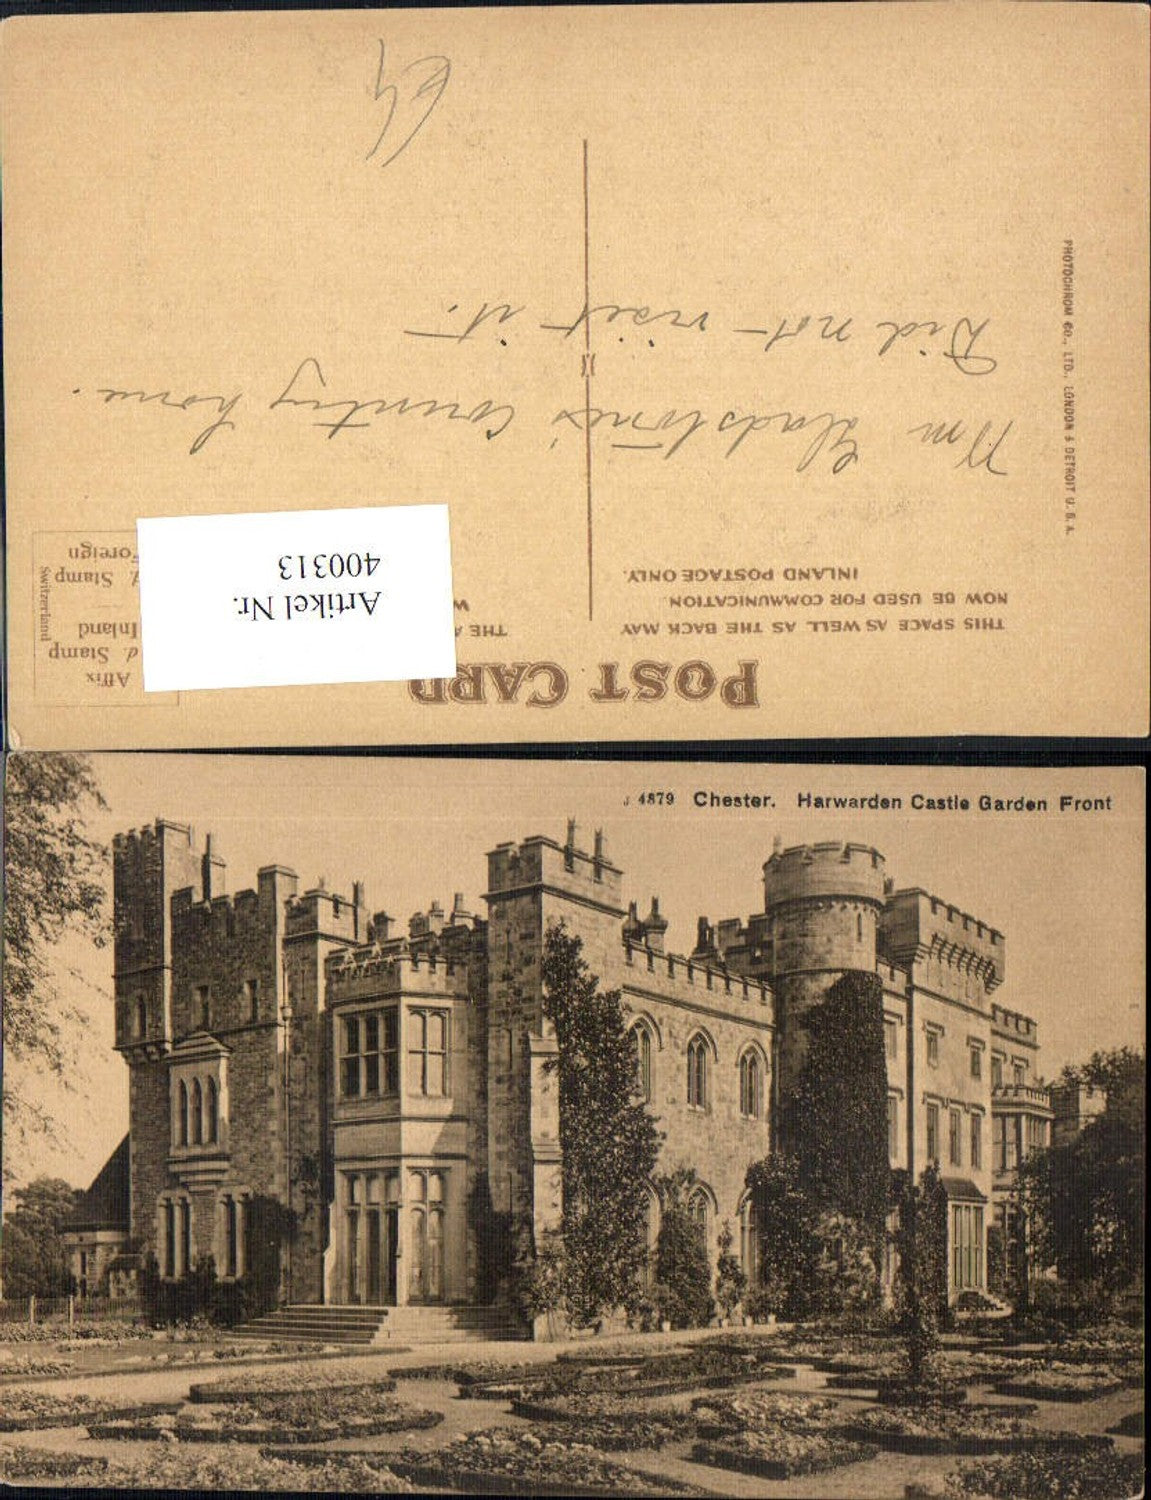 POST CARD
THIS SPACE AS WELL AS THE BACK MAY
NOW BE USED FOR COMMUNICATION.
INLAND POSTAGE ONLY.
THE
Affix
d. Stamp
Inland
d. Stamp
Foreign
Switzerland
Artikel Nr.
400313
Wm Gladstone's Country home.
Did not visit it.
PHOTOCHROM CO., LTD., LONDON & DETROIT U.S.A.
J 4879 Chester. Harwarden Castle Garden Front